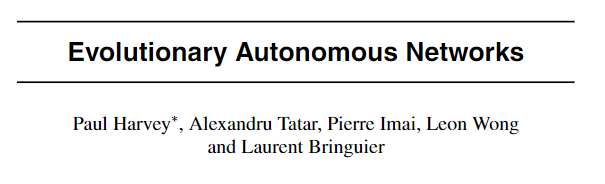 Evolutionary Autonomous Networks
Paul Harvey*, Alexandru Tatar, Pierre Imai, Leon Wong
and Laurent Bringuier